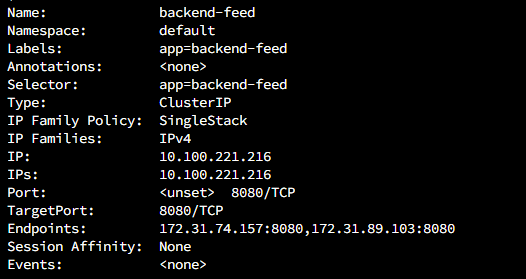 Name: backend-feed
Namespace: default
Labels: app=backend-feed
Annotations: <none>
Selector: app=backend-feed
Type: ClusterIP
IP Family Policy: SingleStack
IP Families: IPv4
IP: 10.100.221.216
IPs: 10.100.221.216
Port: <unset> 8080/TCP
TargetPort: 8080/TCP
Endpoints: 172.31.74.157:8080,172.31.89.103:8080
Session Affinity: None
Events: <none>